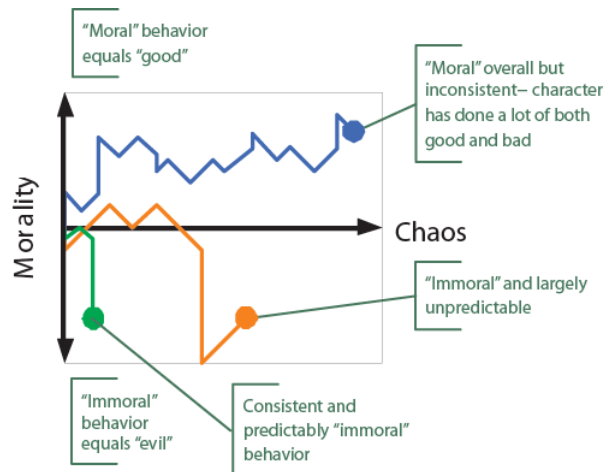 “Moral” behavior
equals “good”
“Moral” overall but
inconsistent– character
has done a lot of both
good and bad
Morality
Chaos
“Immoral” and largely
unpredictable
“Immoral”
behavior
equals “evil”
Consistent and
predictably “immoral”
behavior